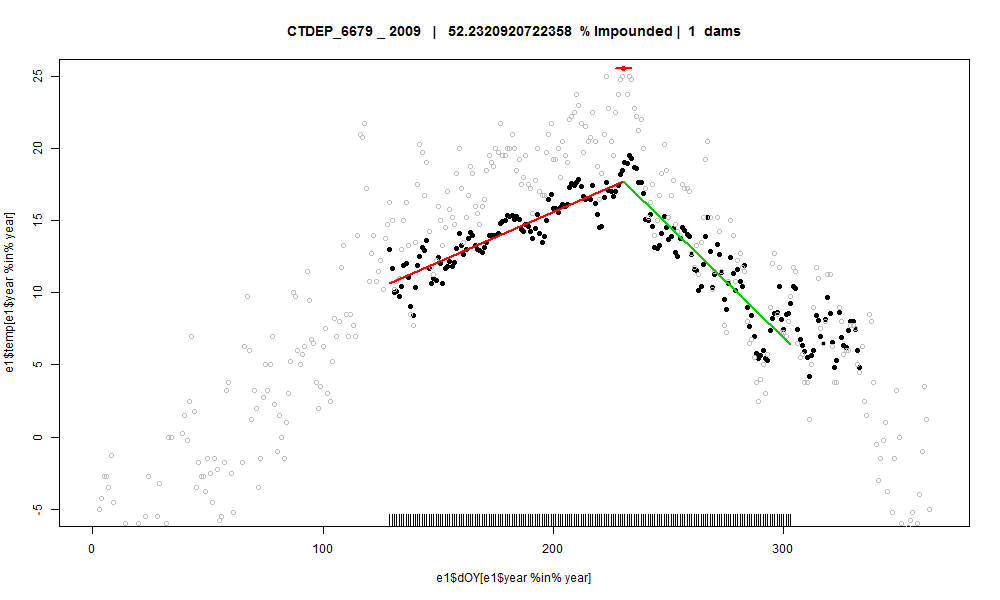 CTDEP_6679 _ 2009 | 52.2320920722358 % Impounded | 1 dams
e1$temp[e1$year %in% year]
25
20
15
10
5
0
-5
0 100 200 300
e1$dOY[e1$year %in% year]